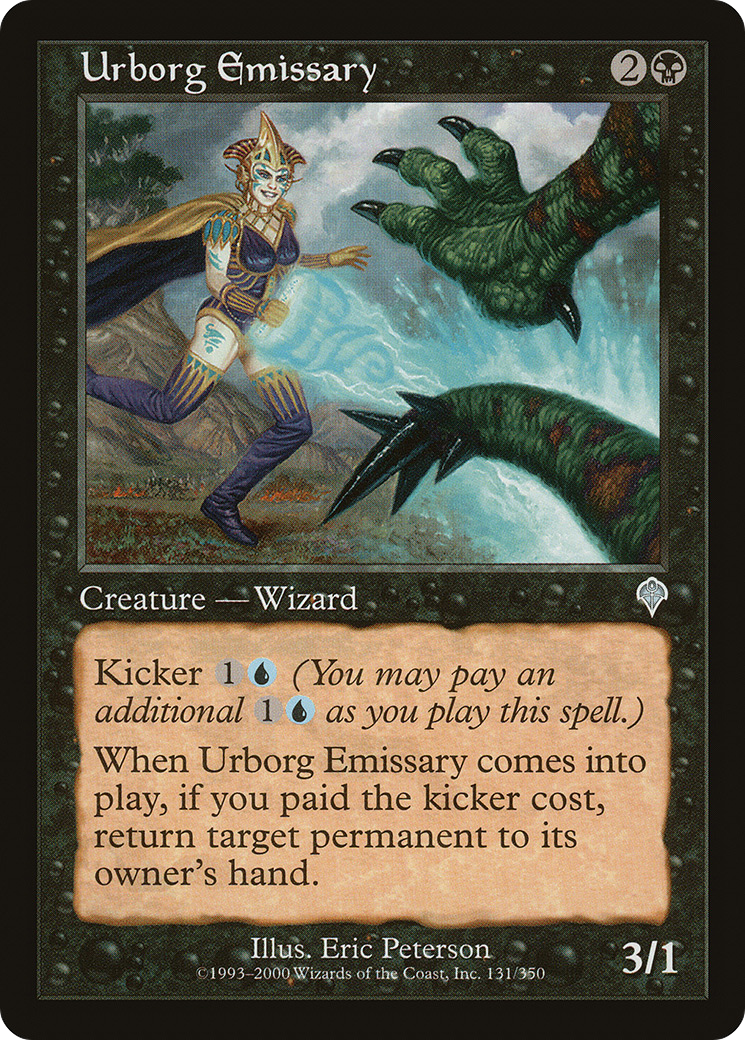 Urborg Emissary 2
Creature — Wizard
Kicker 1 (You may pay an
additional 1 as you play this spell.)
When Urborg Emissary comes into
play, if you paid the kicker cost,
return target permanent to its
owner's hand.
Illus. Eric Peterson
©1993–2000 Wizards of the Coast, Inc. 131/350
3/1